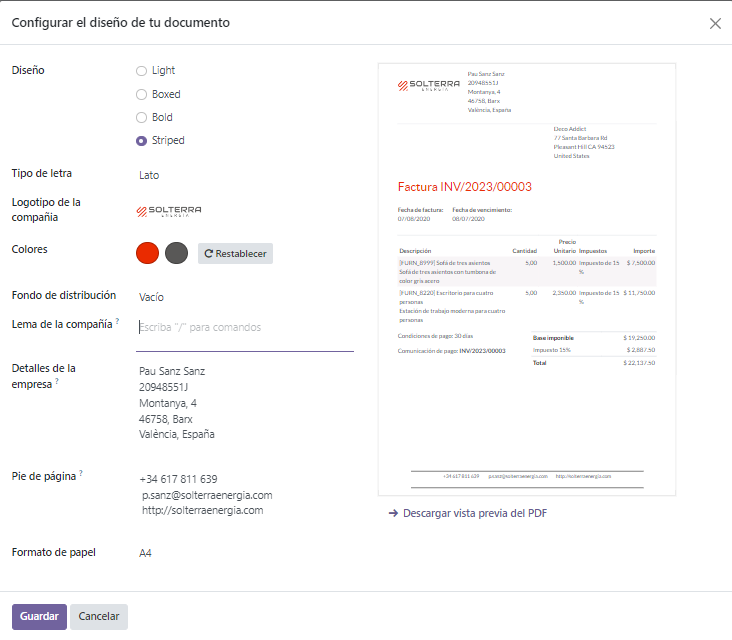 Configurar el diseño de tu documento
Diseño
Light
Boxed
Bold
Striped
Tipo de letra
Lato
Logotipo de la
compañia
SOLTERRA
ENERGIA
Colores
Restablecer
Fondo de distribución
Vacío
Lema de la compañía ?
Escriba "/" para comandos
Detalles de la
empresa ?
Pau Sanz Sanz
20948551J
Montanya, 4
46758, Barx
València, España
Pie de página ?
+34 617 811 639
p.sanz@solterraenergia.com
http://solterraenergia.com
Formato de papel
A4
SOLTERRA
ENERGIA
Pau Sanz Sanz
20948551J
Montanya, 4
46758, Barx
València, España
Deco Addict
77 Santa Barbara Rd
Pleasant Hill CA 94523
United States
Factura INV/2023/00003
Fecha de factura: Fecha de vencimiento:
07/08/2020 08/07/2020
Descripción Cantidad Precio Unitario Impuestos Importe
[FURN_8999] Sofá de tres asientos 5,00 1,500.00 Impuesto de 15 $ 7,500.00
Sofá de tres asientos con tumbona de %
color gris acero
[FURN_8220] Escritorio para cuatro 5,00 2,350.00 Impuesto de 15 $ 11,750.00
personas %
Estación de trabajo moderna para cuatro
personas
Condiciones de pago: 30 días
Comunicación de pago: INV/2023/00003
Base imponible $ 19,250.00
Impuesto 15% $ 2,887.50
Total $ 22,137.50
+34 617 811 639 p.sanz@solterraenergia.com http://solterraenergia.com
→ Descargar vista previa del PDF
Guardar
Cancelar